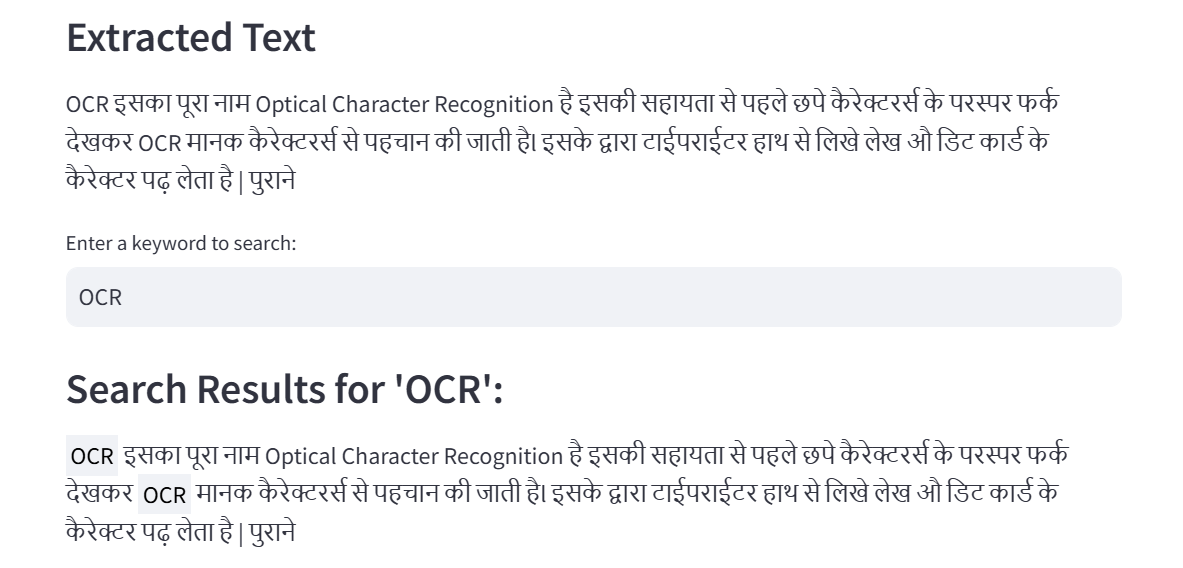 Extracted Text
OCR इसका पूरा नाम Optical Character Recognition है इसकी सहायता से पहले छपे कैरेक्टरर्स के परस्पर फर्क
देखकर OCR मानक कैरेक्टरर्स से पहचान की जाती है। इसके द्वारा टाईपराईटर हाथ से लिखे लेख औ डिट कार्ड के
कैरेक्टर पढ़ लेता है | पुराने
Enter a keyword to search:
OCR
Search Results for 'OCR':
OCR इसका पूरा नाम Optical Character Recognition है इसकी सहायता से पहले छपे कैरेक्टरर्स के परस्पर फर्क
देखकर OCR मानक कैरेक्टरर्स से पहचान की जाती है। इसके द्वारा टाईपराईटर हाथ से लिखे लेख औ डिट कार्ड के
कैरेक्टर पढ़ लेता है | पुराने